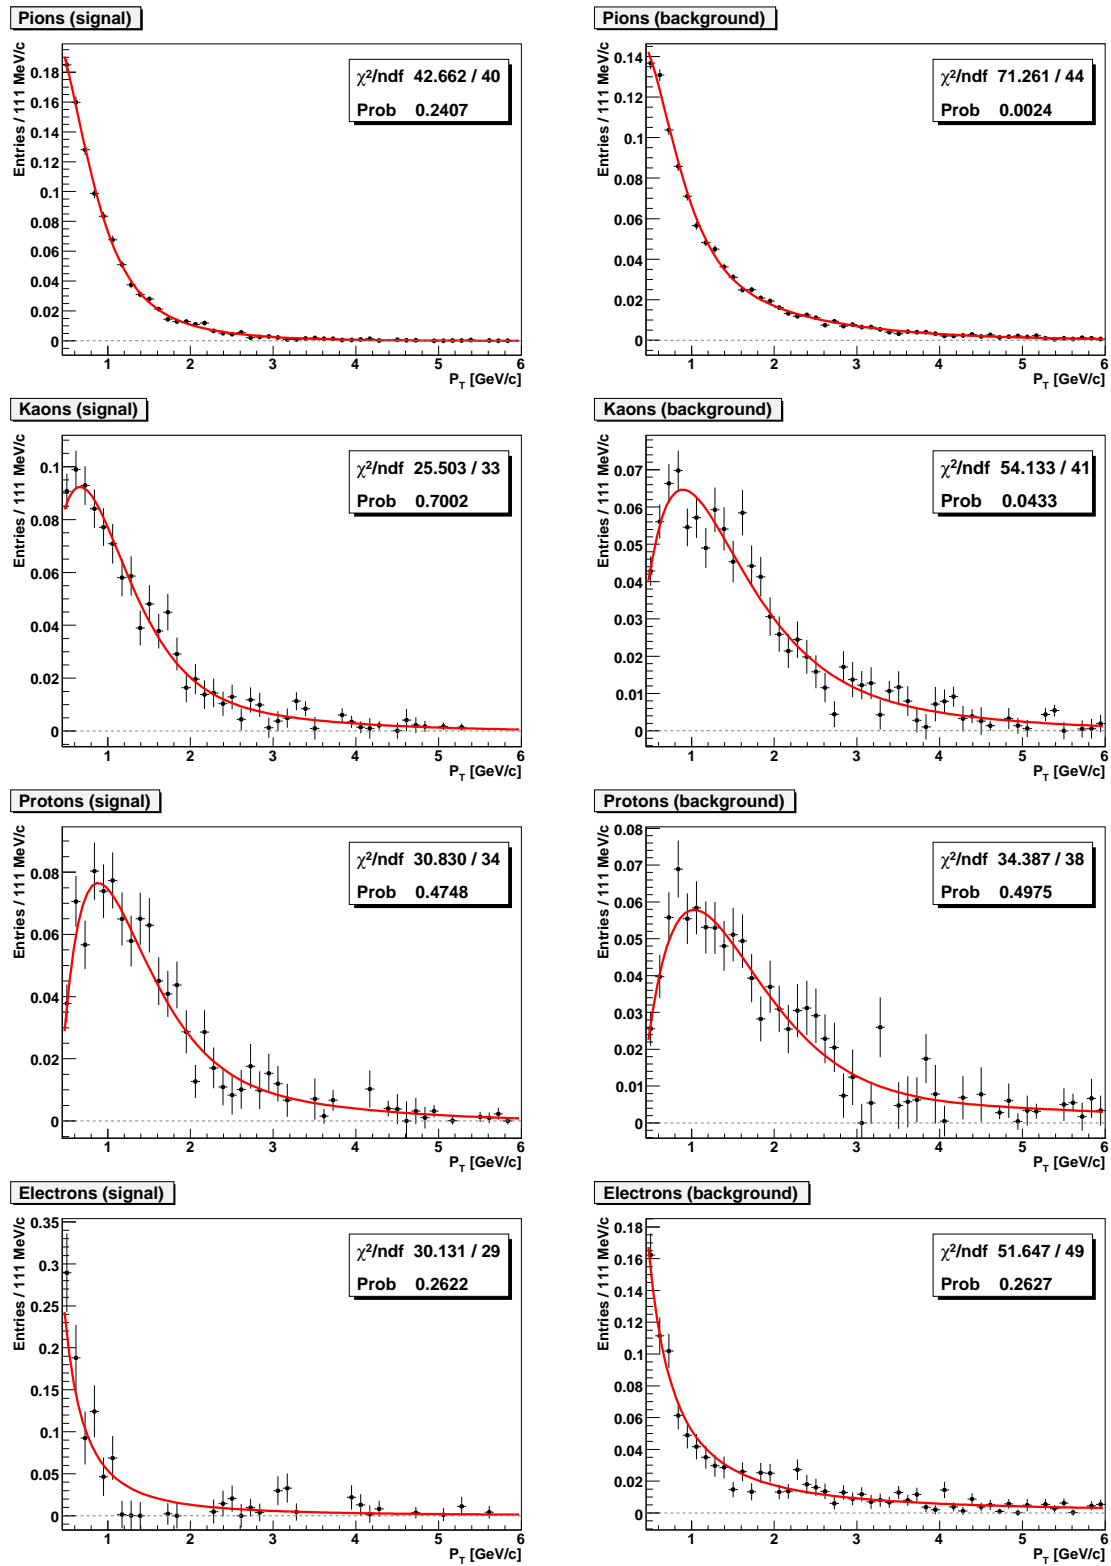 Pions (signal)
Entries / 111 MeV/c
0.18
0.16
0.14
0.12
0.1
0.08
0.06
0.04
0.02
0
χ²/ndf 42.662 / 40
Prob 0.2407
1 2 3 4 5 6
P_T [GeV/c]
Pions (background)
Entries / 111 MeV/c
0.14
0.12
0.1
0.08
0.06
0.04
0.02
0
χ²/ndf 71.261 / 44
Prob 0.0024
1 2 3 4 5 6
P_T [GeV/c]
Kaons (signal)
Entries / 111 MeV/c
0.1
0.08
0.06
0.04
0.02
0
χ²/ndf 25.503 / 33
Prob 0.7002
1 2 3 4 5 6
P_T [GeV/c]
Kaons (background)
Entries / 111 MeV/c
0.07
0.06
0.05
0.04
0.03
0.02
0.01
0
χ²/ndf 54.133 / 41
Prob 0.0433
1 2 3 4 5 6
P_T [GeV/c]
Protons (signal)
Entries / 111 MeV/c
0.08
0.06
0.04
0.02
0
χ²/ndf 30.830 / 34
Prob 0.4748
1 2 3 4 5 6
P_T [GeV/c]
Protons (background)
Entries / 111 MeV/c
0.08
0.07
0.06
0.05
0.04
0.03
0.02
0.01
0
χ²/ndf 34.387 / 38
Prob 0.4975
1 2 3 4 5 6
P_T [GeV/c]
Electrons (signal)
Entries / 111 MeV/c
0.35
0.3
0.25
0.2
0.15
0.1
0.05
0
χ²/ndf 30.131 / 29
Prob 0.2622
1 2 3 4 5 6
P_T [GeV/c]
Electrons (background)
Entries / 111 MeV/c
0.18
0.16
0.14
0.12
0.1
0.08
0.06
0.04
0.02
0
χ²/ndf 51.647 / 49
Prob 0.2627
1 2 3 4 5 6
P_T [GeV/c]